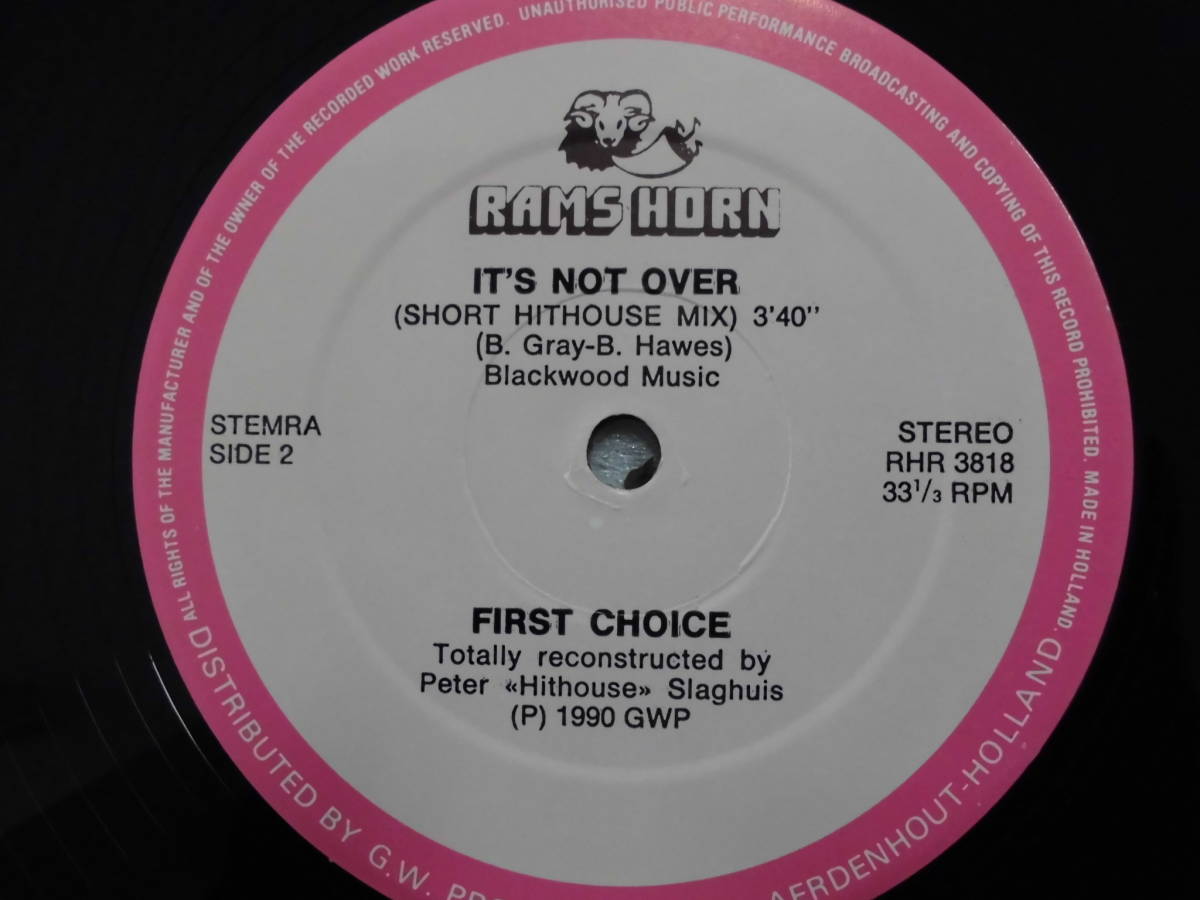 RAMS HORN
IT'S NOT OVER
(SHORT HITHOUSE MIX) 3'40''
(B. Gray-B. Hawes)
Blackwood Music
STEMRA
SIDE 2
STEREO
RHR 3818
33 1/3 RPM
FIRST CHOICE
Totally reconstructed by
Peter «Hithouse» Slaghuis
(P) 1990 GWP
ALL RIGHTS OF THE MANUFACTURER AND OF THE OWNER OF THE RECORDED WORK RESERVED. UNAUTHORISED PUBLIC PERFORMANCE BROADCASTING AND COPYING OF THIS RECORD PROHIBITED. MADE IN HOLLAND.
DISTRIBUTED BY G.W. AERDENHOUT-HOLLAND